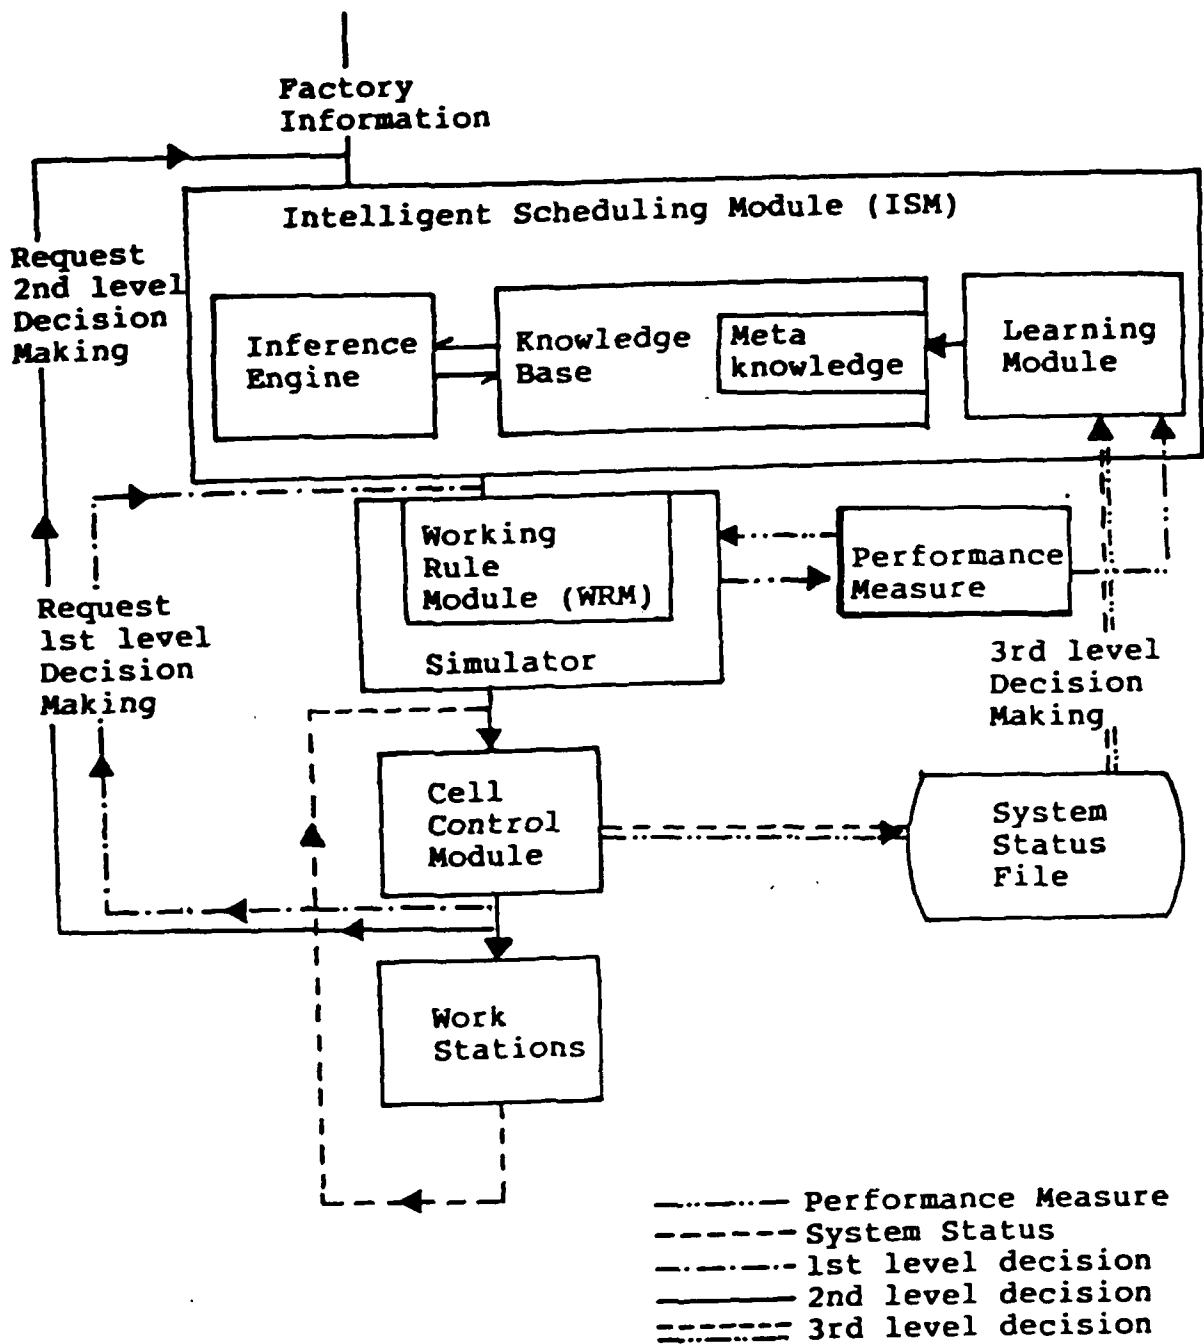 Factory
Information
Intelligent Scheduling Module (ISM)
Request
2nd level
Decision
Making
Inference
Engine
Knowledge
Base
Meta
knowledge
Learning
Module
Working
Rule
Module (WRM)
Simulator
Performance
Measure
Request
1st level
Decision
Making
3rd level
Decision
Making
Cell
Control
Module
System
Status
File
Work
Stations
Performance Measure
System Status
1st level decision
2nd level decision
3rd level decision